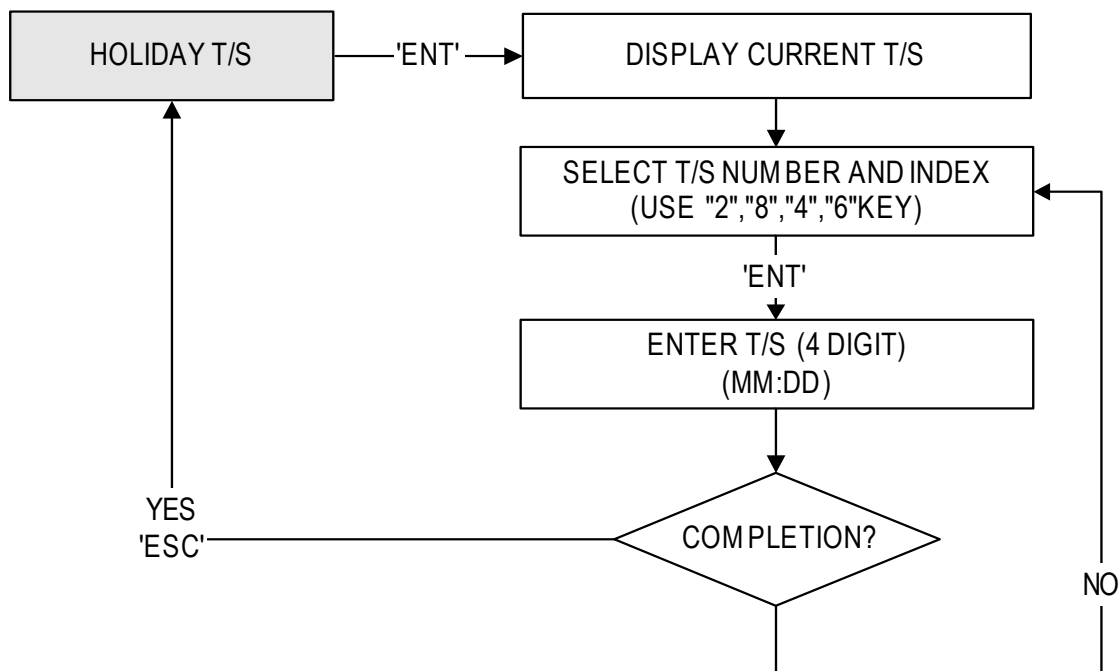 HOLIDAY T/S
'ENT'
DISPLAY CURRENT T/S
SELECT T/S NUMBER AND INDEX
(USE "2","8","4","6"KEY)
'ENT'
ENTER T/S (4 DIGIT)
(MM:DD)
YES
'ESC'
COMPLETION?
NO